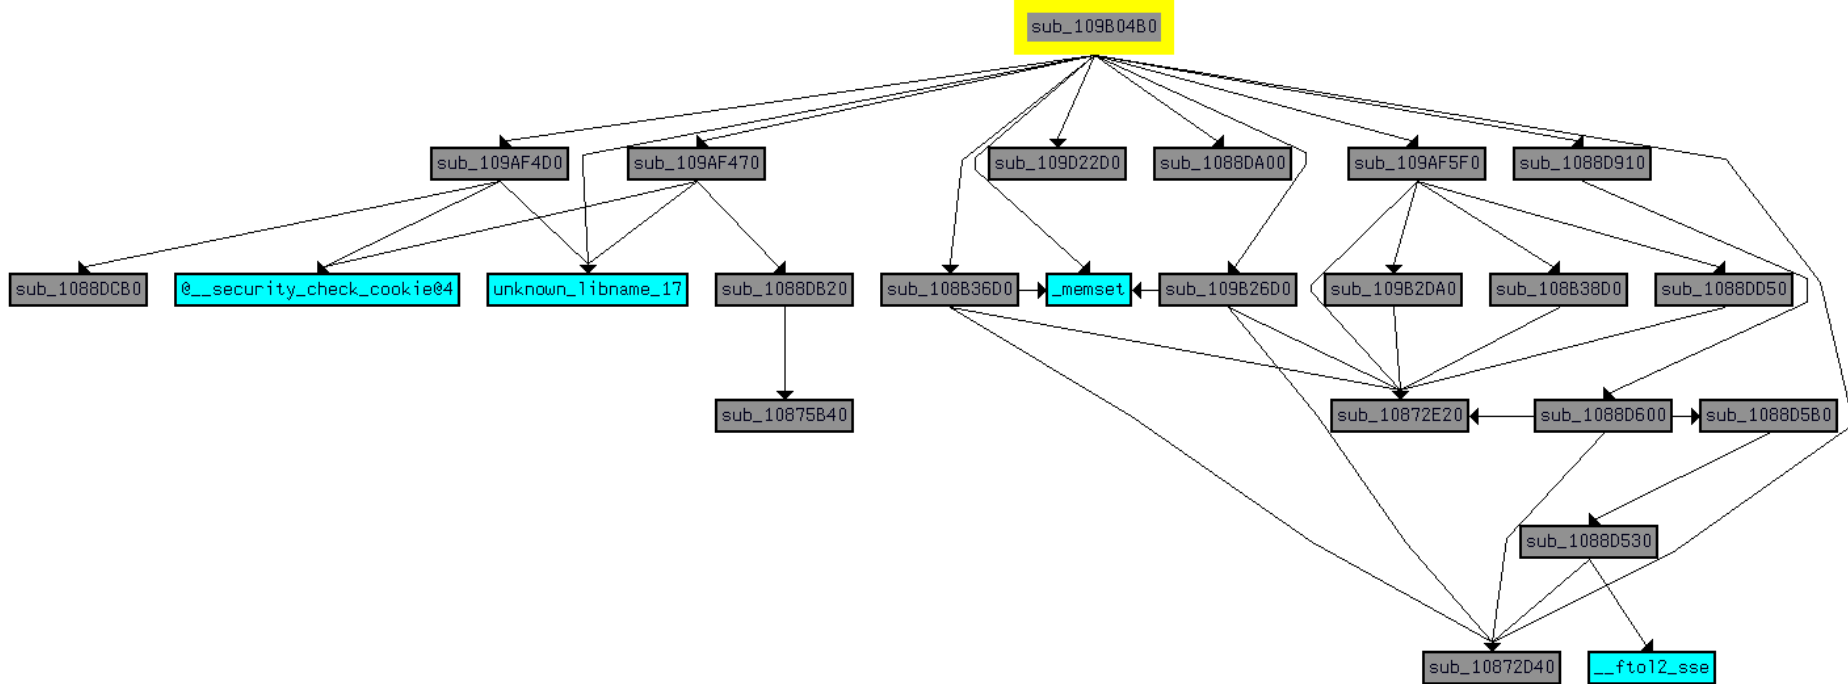 sub_109B04B0
sub_109AF4D0
sub_109AF470
sub_109D22D0
sub_1088DA00
sub_109AF5F0
sub_1088D910
sub_1088DCB0
@__security_check_cookie@4
unknown_libname_17
sub_1088DB20
sub_108B36D0
_memset
sub_109B26D0
sub_109B2DA0
sub_108B38D0
sub_1088DD50
sub_10875B40
sub_10872E20
sub_1088D600
sub_1088D5B0
sub_1088D530
sub_10872D40
__ftol2_sse